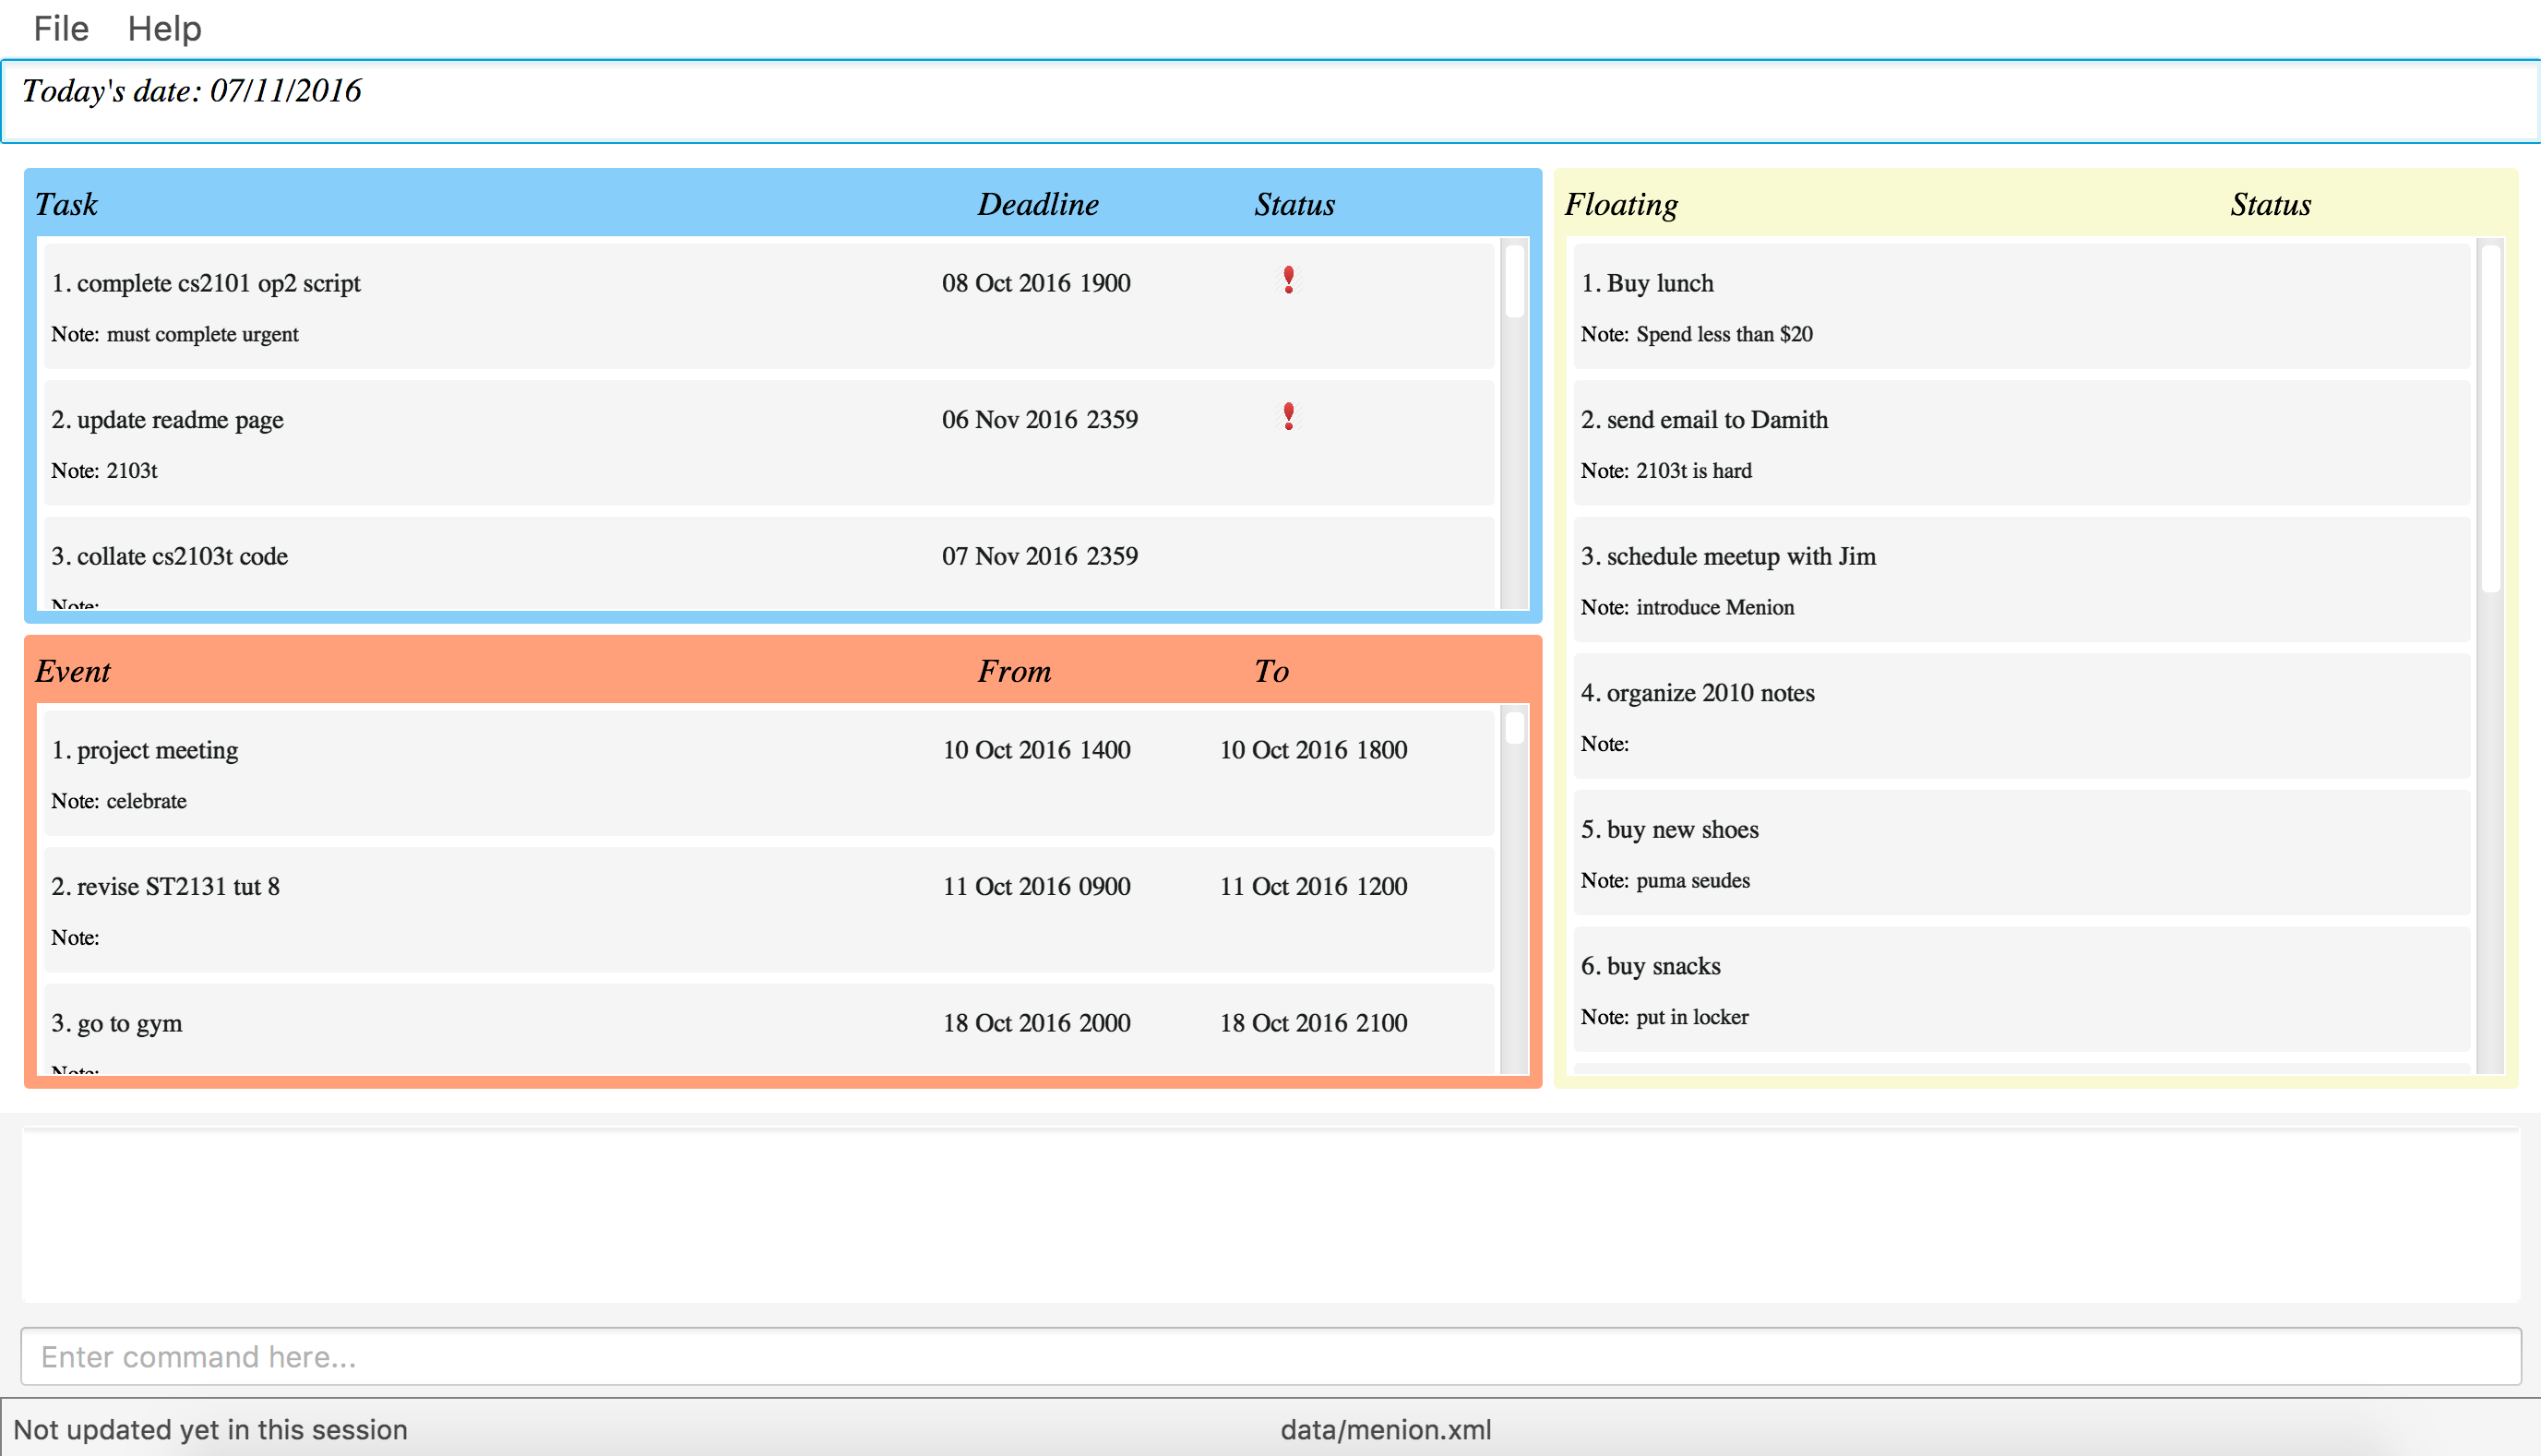 File Help
Today's date: 07/11/2016
Task Deadline Status
1. complete cs2101 op2 script 08 Oct 2016 1900
Note: must complete urgent
2. update readme page 06 Nov 2016 2359
Note: 2103t
3. collate cs2103t code 07 Nov 2016 2359
Note:
Event From To
1. project meeting 10 Oct 2016 1400 10 Oct 2016 1800
Note: celebrate
2. revise ST2131 tut 8 11 Oct 2016 0900 11 Oct 2016 1200
Note:
3. go to gym 18 Oct 2016 2000 18 Oct 2016 2100
Note:
Floating Status
1. Buy lunch
Note: Spend less than $20
2. send email to Damith
Note: 2103t is hard
3. schedule meetup with Jim
Note: introduce Menion
4. organize 2010 notes
Note:
5. buy new shoes
Note: puma seudes
6. buy snacks
Note: put in locker
Enter command here...
Not updated yet in this session data/menion.xml